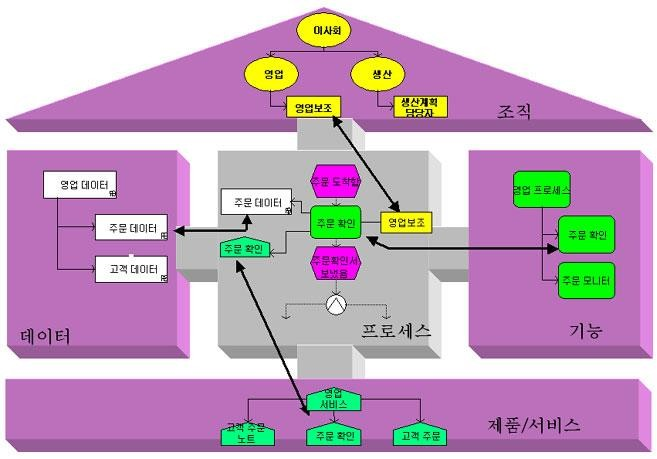 이사회
영업
생산
영업보조
생산계획
담당자
조직
영업 데이터
주문 데이터
고객 데이터
데이터
주문 도착함
주문 데이터
주문 확인
영업보조
주문 확인
주문확인서
보냈음
프로세스
영업 프로세스
주문 확인
주문 모니터
기능
영업
서비스
고객 주문
노트
주문 확인
고객 주문
제품/서비스